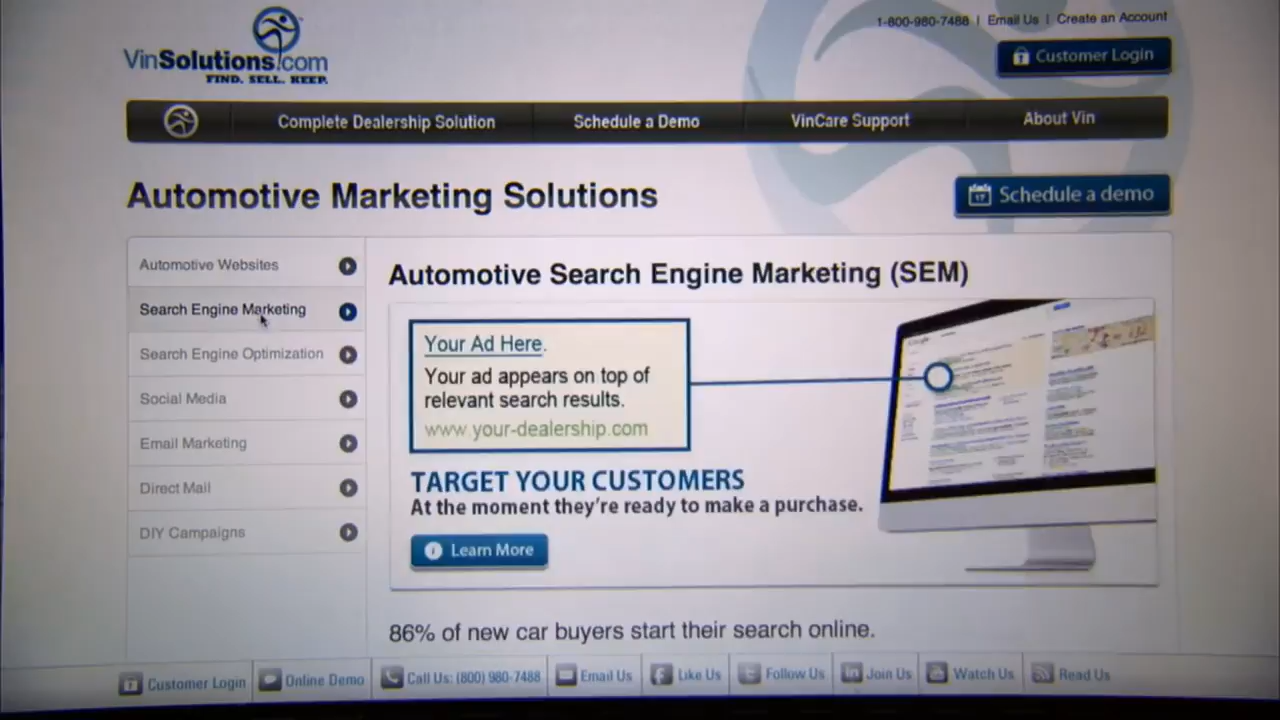 1-800-980-7488 | Email Us | Create an Account
VinSolutions.com
FIND. SELL. KEEP.
Customer Login
Complete Dealership Solution
Schedule a Demo
VinCare Support
About Vin
Automotive Marketing Solutions
Schedule a demo
Automotive Websites
Search Engine Marketing
Search Engine Optimization
Social Media
Email Marketing
Direct Mail
DIY Campaigns
Automotive Search Engine Marketing (SEM)
Your Ad Here.
Your ad appears on top of
relevant search results.
www.your-dealership.com
TARGET YOUR CUSTOMERS
At the moment they're ready to make a purchase.
Learn More
86% of new car buyers start their search online.
Customer Login
Online Demo
Call Us: (800) 980-7488
Email Us
Like Us
Follow Us
Join Us
Watch Us
Read Us